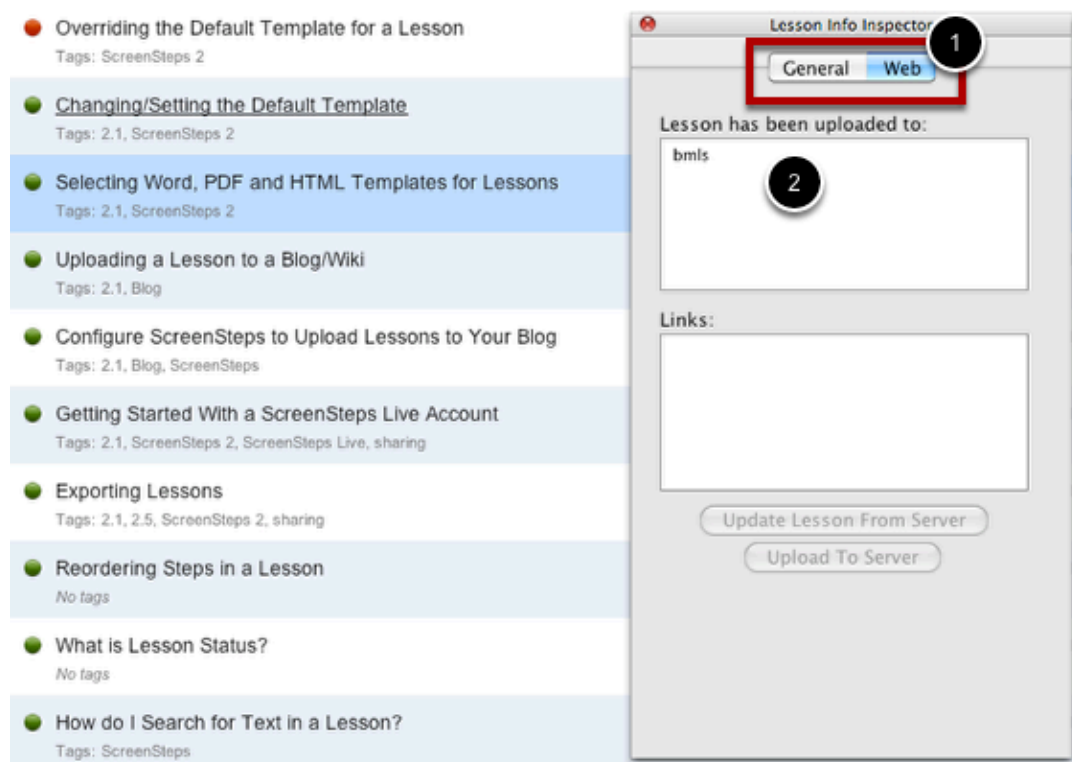 Overriding the Default Template for a Lesson
Tags: ScreenSteps 2
Changing/Setting the Default Template
Tags: 2.1, ScreenSteps 2
Selecting Word, PDF and HTML Templates for Lessons
Tags: 2.1, ScreenSteps 2
Uploading a Lesson to a Blog/Wiki
Tags: 2.1, Blog
Configure ScreenSteps to Upload Lessons to Your Blog
Tags: 2.1, Blog, ScreenSteps
Getting Started With a ScreenSteps Live Account
Tags: 2.1, ScreenSteps 2, ScreenSteps Live, sharing
Exporting Lessons
Tags: 2.1, 2.5, ScreenSteps 2, sharing
Reordering Steps in a Lesson
No tags
What is Lesson Status?
No tags
How do I Search for Text in a Lesson?
Tags: ScreenSteps
Lesson Info Inspector
1
General Web
Lesson has been uploaded to:
bmls
2
Links:
Update Lesson From Server
Upload To Server